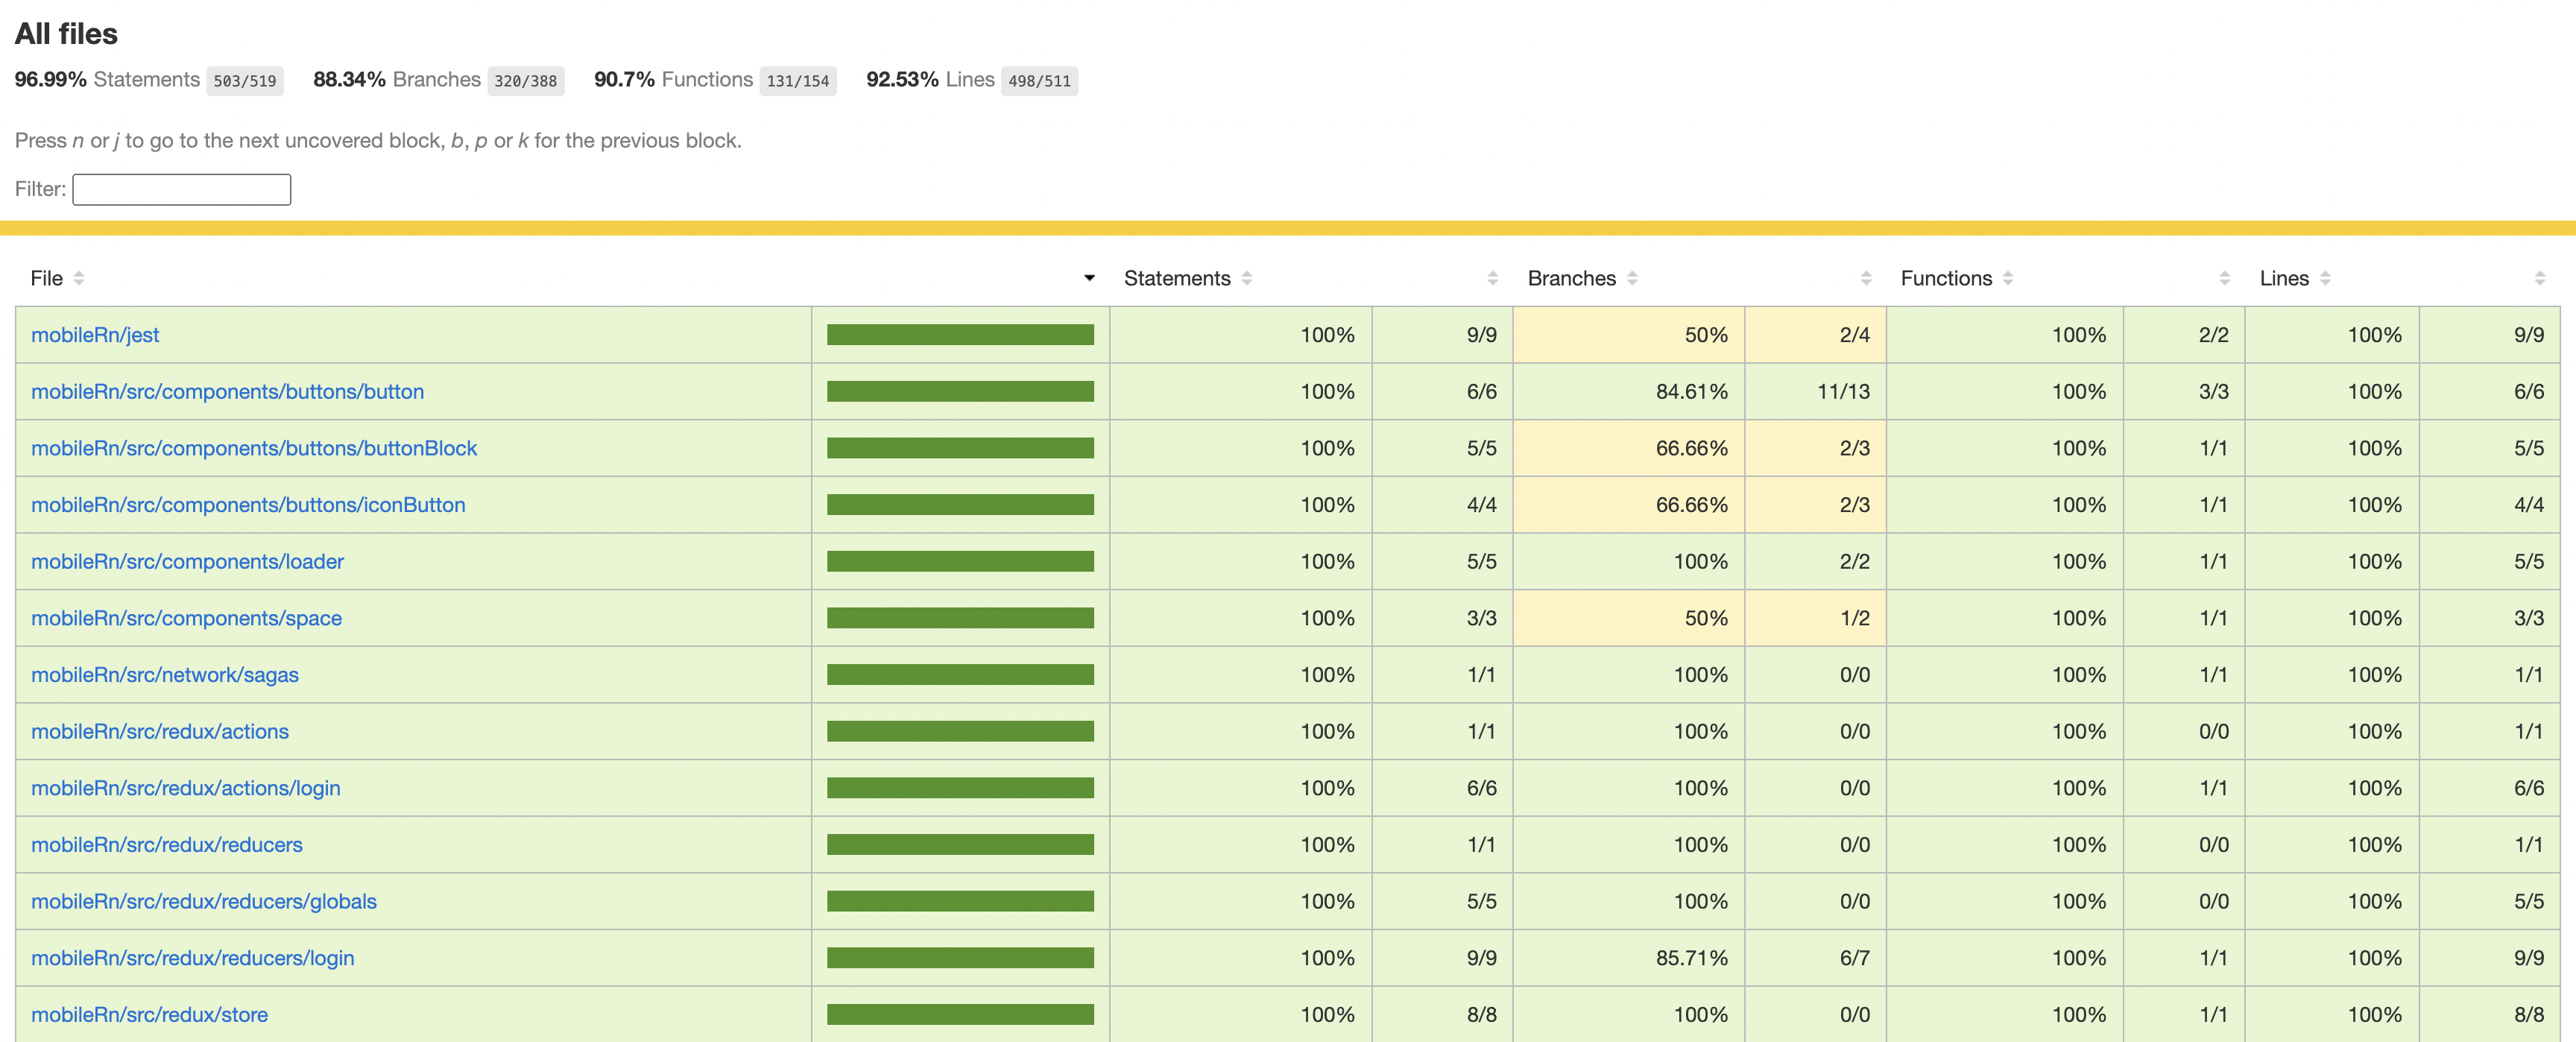 All files
96.99% Statements 503/519 88.34% Branches 320/388 90.7% Functions 131/154 92.53% Lines 498/511
Press n or j to go to the next uncovered block, b, p or k for the previous block.
Filter:
File Statements Branches Functions Lines
mobileRn/jest 100% 9/9 50% 2/4 100% 2/2 100% 9/9
mobileRn/src/components/buttons/button 100% 6/6 84.61% 11/13 100% 3/3 100% 6/6
mobileRn/src/components/buttons/buttonBlock 100% 5/5 66.66% 2/3 100% 1/1 100% 5/5
mobileRn/src/components/buttons/iconButton 100% 4/4 66.66% 2/3 100% 1/1 100% 4/4
mobileRn/src/components/loader 100% 5/5 100% 2/2 100% 1/1 100% 5/5
mobileRn/src/components/space 100% 3/3 50% 1/2 100% 1/1 100% 3/3
mobileRn/src/network/sagas 100% 1/1 100% 0/0 100% 1/1 100% 1/1
mobileRn/src/redux/actions 100% 1/1 100% 0/0 100% 0/0 100% 1/1
mobileRn/src/redux/actions/login 100% 6/6 100% 0/0 100% 1/1 100% 6/6
mobileRn/src/redux/reducers 100% 1/1 100% 0/0 100% 0/0 100% 1/1
mobileRn/src/redux/reducers/globals 100% 5/5 100% 0/0 100% 0/0 100% 5/5
mobileRn/src/redux/reducers/login 100% 9/9 85.71% 6/7 100% 1/1 100% 9/9
mobileRn/src/redux/store 100% 8/8 100% 0/0 100% 1/1 100% 8/8